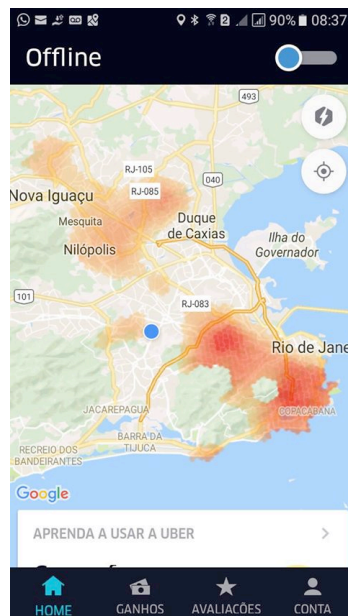 90% 08:37
Offline
493
RJ-105
040
RJ-085
Nova Iguaçu
Mesquita
Duque
de Caxias
Ilha do
Governador
Nilópolis
101
RJ-083
Rio de Jane
JACAREPAGUÁ
COPACABANA
BARRA DA
TIJUCA
RECREIO DOS
BANDEIRANTES
Google
APRENDA A USAR A UBER
HOME
GANHOS
AVALIAÇÕES
CONTA